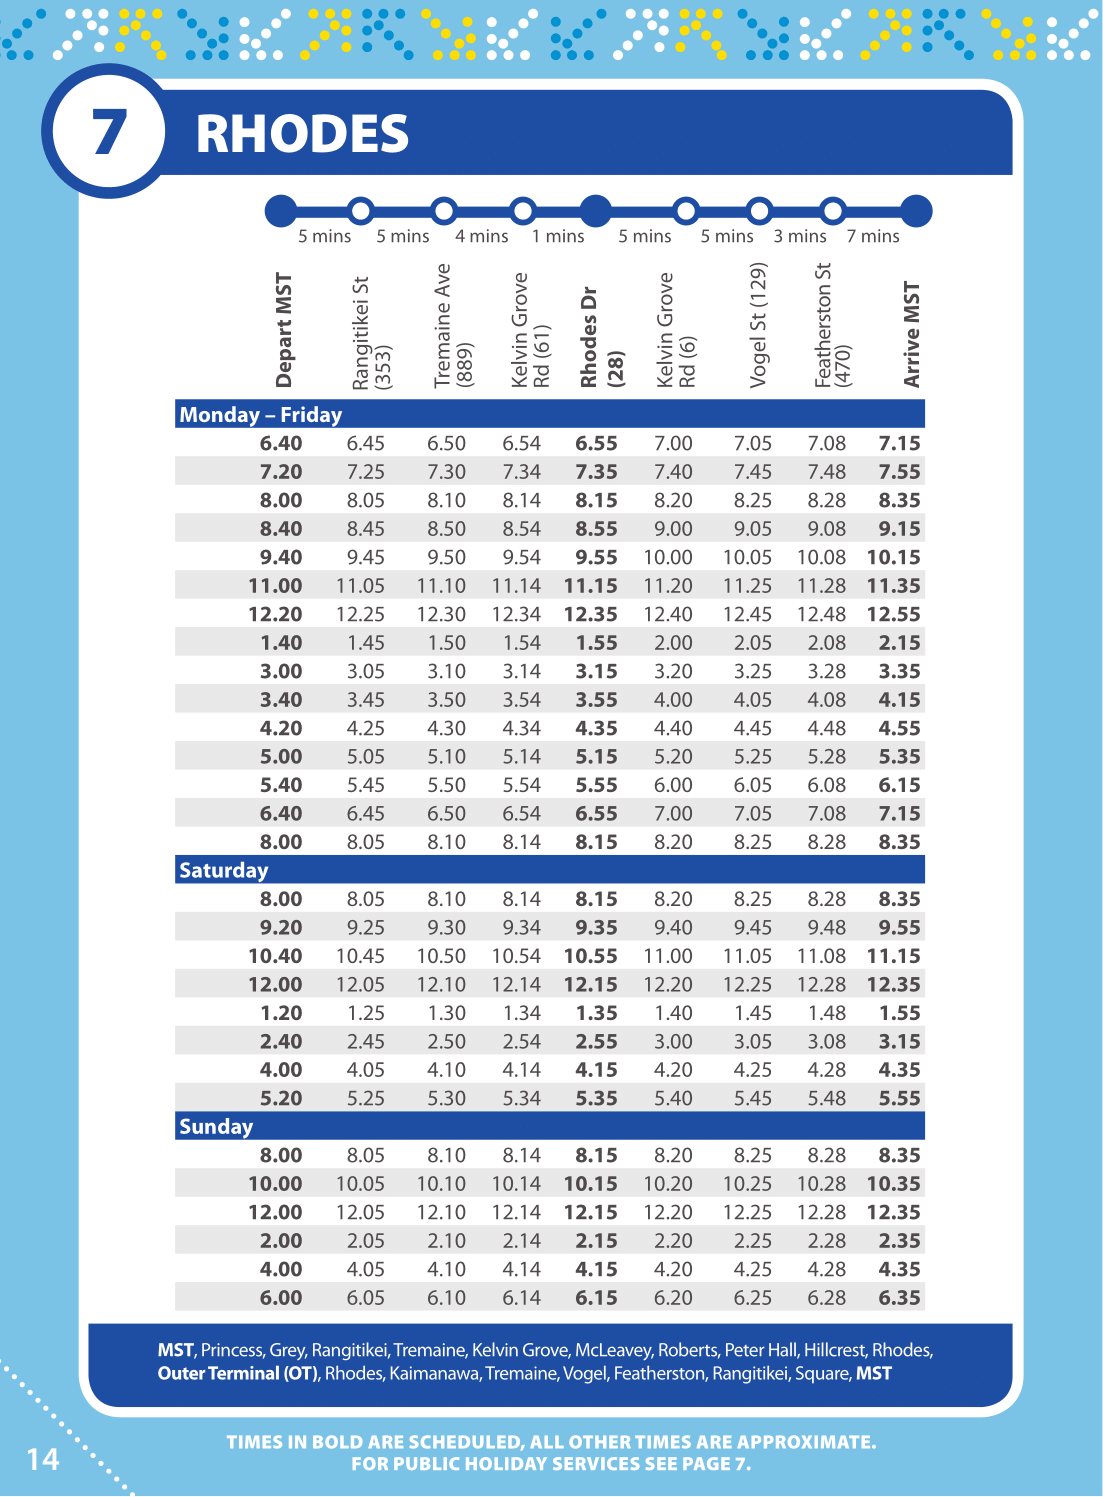 7 RHODES
5 mins 5 mins 4 mins 1 mins 5 mins 5 mins 3 mins 7 mins
Depart MST
Rangitikei St
(353)
Tremaine Ave
(889)
Kelvin Grove
Rd (61)
Rhodes Dr
(28)
Kelvin Grove
Rd (6)
Vogel St (129)
Featherston St
(470)
Arrive MST
Monday – Friday
6.40 6.45 6.50 6.54 6.55 7.00 7.05 7.08 7.15
7.20 7.25 7.30 7.34 7.35 7.40 7.45 7.48 7.55
8.00 8.05 8.10 8.14 8.15 8.20 8.25 8.28 8.35
8.40 8.45 8.50 8.54 8.55 9.00 9.05 9.08 9.15
9.40 9.45 9.50 9.54 9.55 10.00 10.05 10.08 10.15
11.00 11.05 11.10 11.14 11.15 11.20 11.25 11.28 11.35
12.20 12.25 12.30 12.34 12.35 12.40 12.45 12.48 12.55
1.40 1.45 1.50 1.54 1.55 2.00 2.05 2.08 2.15
3.00 3.05 3.10 3.14 3.15 3.20 3.25 3.28 3.35
3.40 3.45 3.50 3.54 3.55 4.00 4.05 4.08 4.15
4.20 4.25 4.30 4.34 4.35 4.40 4.45 4.48 4.55
5.00 5.05 5.10 5.14 5.15 5.20 5.25 5.28 5.35
5.40 5.45 5.50 5.54 5.55 6.00 6.05 6.08 6.15
6.40 6.45 6.50 6.54 6.55 7.00 7.05 7.08 7.15
8.00 8.05 8.10 8.14 8.15 8.20 8.25 8.28 8.35
Saturday
8.00 8.05 8.10 8.14 8.15 8.20 8.25 8.28 8.35
9.20 9.25 9.30 9.34 9.35 9.40 9.45 9.48 9.55
10.40 10.45 10.50 10.54 10.55 11.00 11.05 11.08 11.15
12.00 12.05 12.10 12.14 12.15 12.20 12.25 12.28 12.35
1.20 1.25 1.30 1.34 1.35 1.40 1.45 1.48 1.55
2.40 2.45 2.50 2.54 2.55 3.00 3.05 3.08 3.15
4.00 4.05 4.10 4.14 4.15 4.20 4.25 4.28 4.35
5.20 5.25 5.30 5.34 5.35 5.40 5.45 5.48 5.55
Sunday
8.00 8.05 8.10 8.14 8.15 8.20 8.25 8.28 8.35
10.00 10.05 10.10 10.14 10.15 10.20 10.25 10.28 10.35
12.00 12.05 12.10 12.14 12.15 12.20 12.25 12.28 12.35
2.00 2.05 2.10 2.14 2.15 2.20 2.25 2.28 2.35
4.00 4.05 4.10 4.14 4.15 4.20 4.25 4.28 4.35
6.00 6.05 6.10 6.14 6.15 6.20 6.25 6.28 6.35
MST, Princess, Grey, Rangitikei, Tremaine, Kelvin Grove, McLeavey, Roberts, Peter Hall, Hillcrest, Rhodes,
Outer Terminal (OT), Rhodes, Kaimanawa, Tremaine, Vogel, Featherston, Rangitikei, Square, MST
TIMES IN BOLD ARE SCHEDULED, ALL OTHER TIMES ARE APPROXIMATE.
FOR PUBLIC HOLIDAY SERVICES SEE PAGE 7.
14